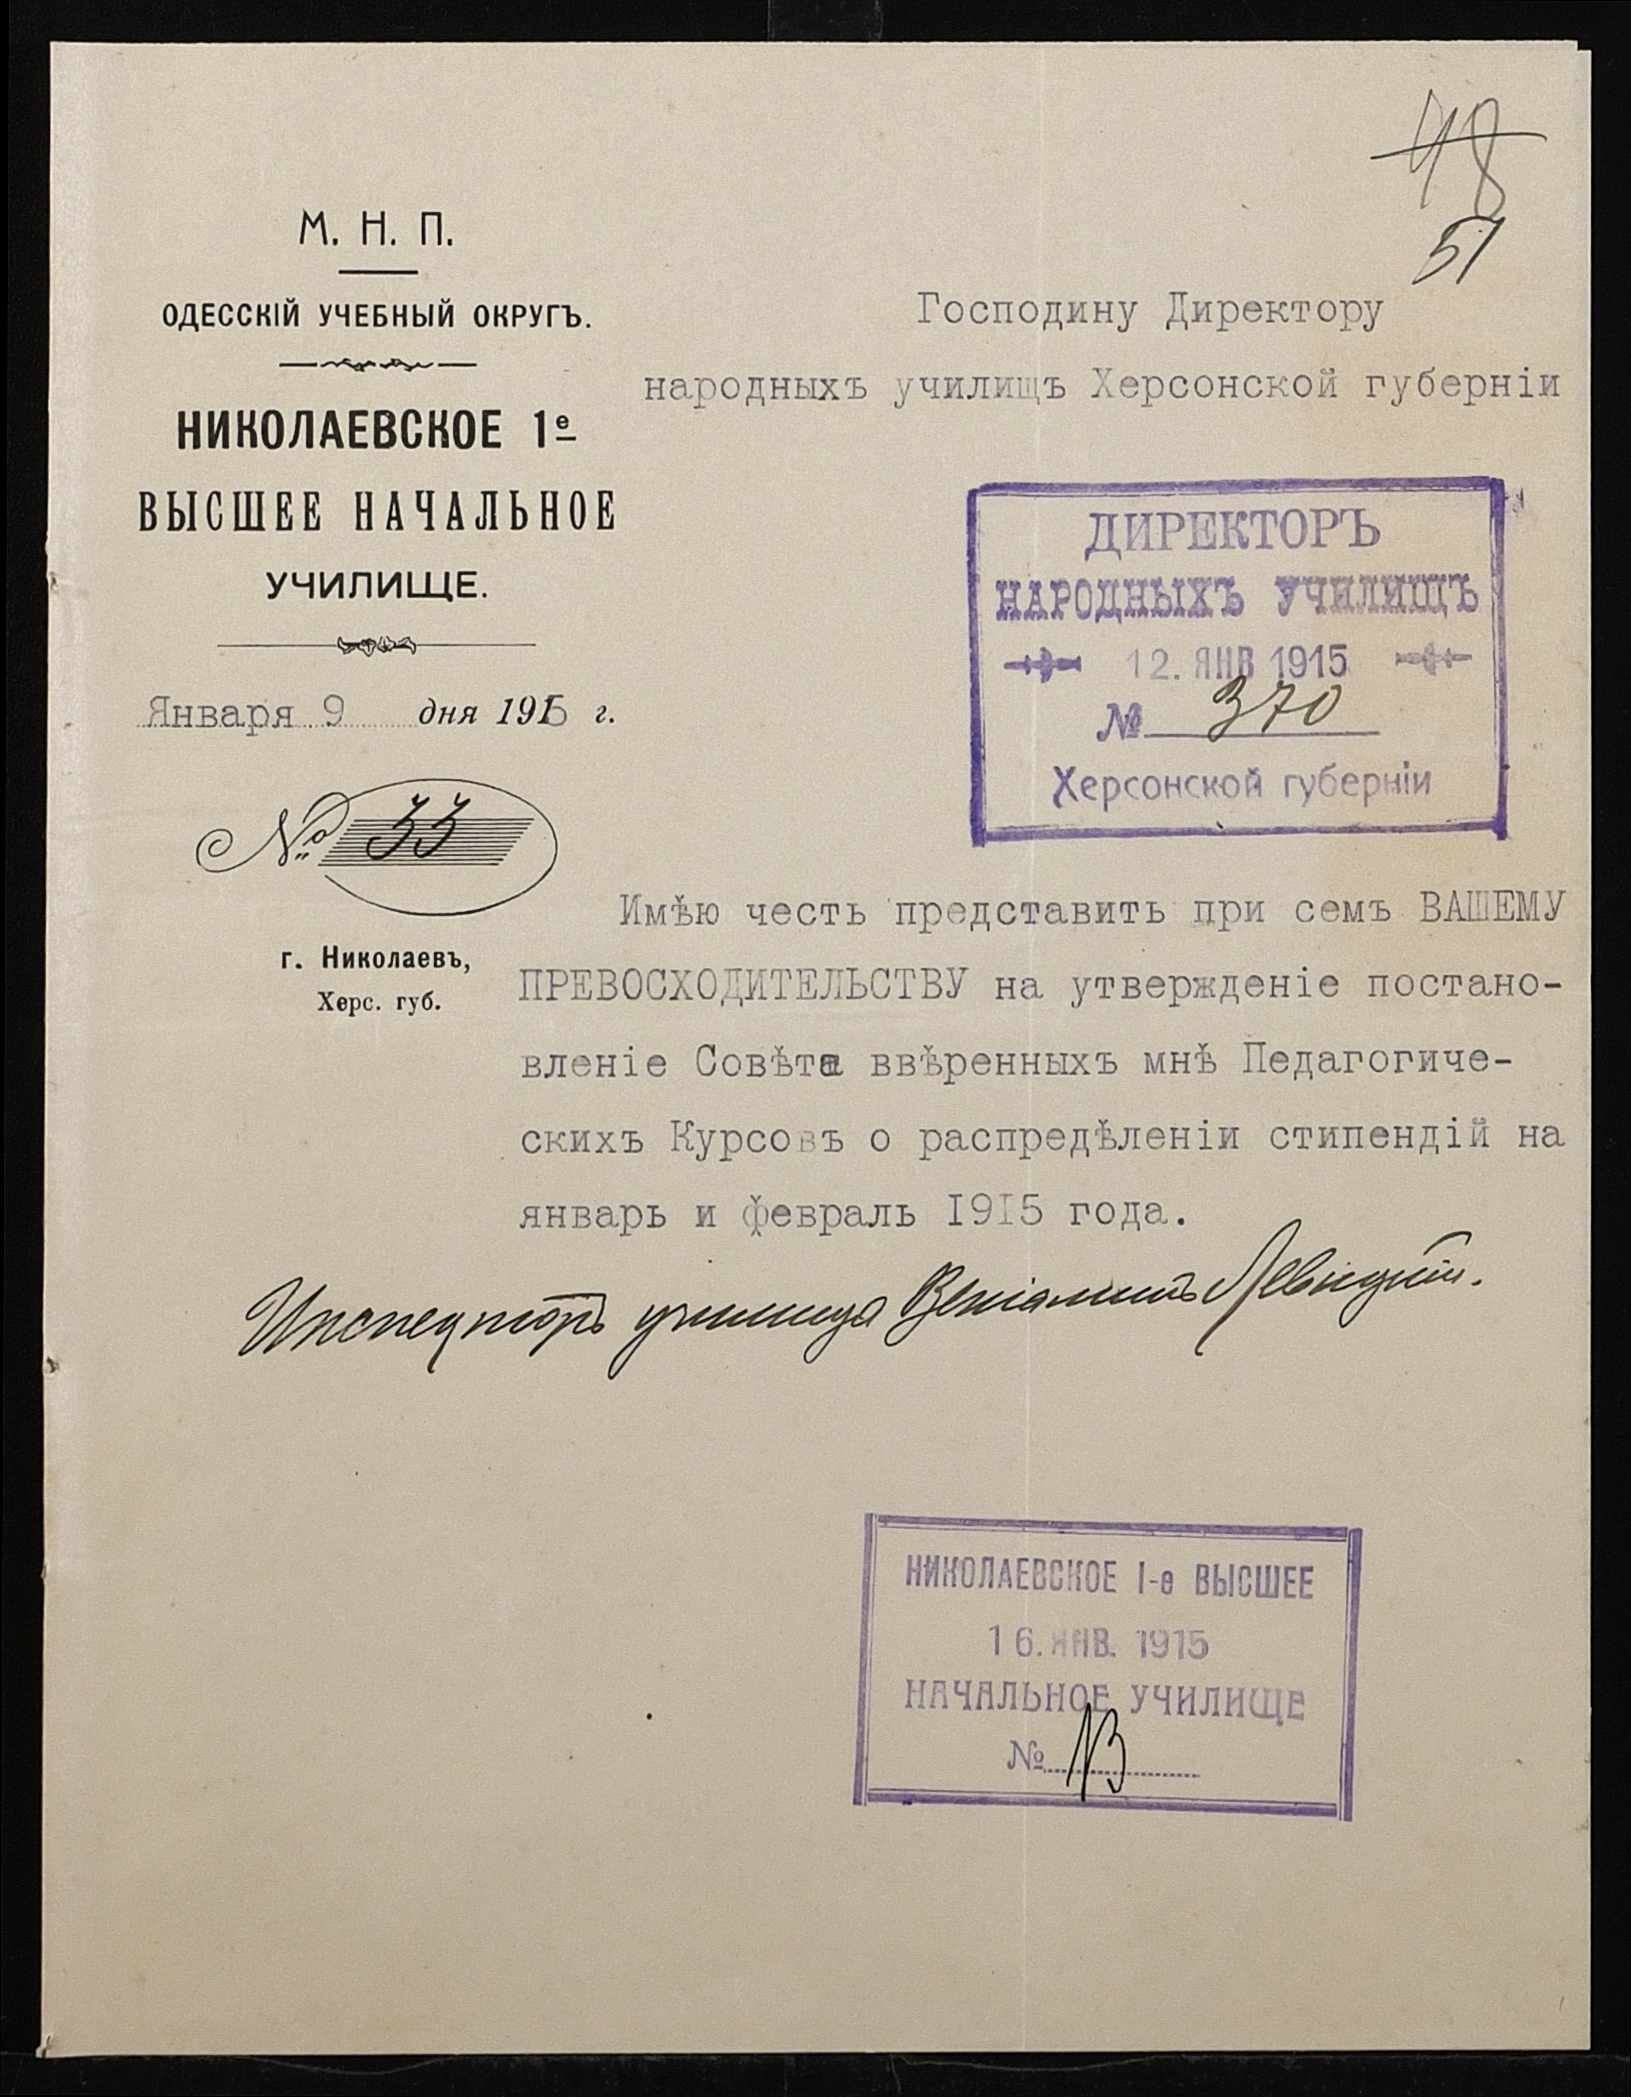 48
51
М. Н. П.
ОДЕССКІЙ УЧЕБНЫЙ ОКРУГЪ.
НИКОЛАЕВСКОЕ 1е
ВЫСШЕЕ НАЧАЛЬНОЕ
УЧИЛИЩЕ.
Января 9 дня 1915 г.
№ 33
г. Николаевъ,
Херс. губ.
Господину Директору
народныхъ училищъ Херсонской губерніи
ДИРЕКТОРЪ
НАРОДНЫХЪ УЧИЛИЩЪ
12. ЯНВ 1915
№ 370
Херсонской губерніи
Имѣю честь представить при семъ ВАШЕМУ
ПРЕВОСХОДИТЕЛЬСТВУ на утвержденіе постано-
вленіе Совѣта ввѣренныхъ мнѣ Педагогиче-
скихъ Курсовъ о распредѣленіи стипендій на
январь и февраль 1915 года.
Инспекторъ училища Веніаминъ Левицкій.
НИКОЛАЕВСКОЕ I-е ВЫСШЕЕ
16. ЯНВ. 1915
НАЧАЛЬНОЕ УЧИЛИЩЕ
№ 13